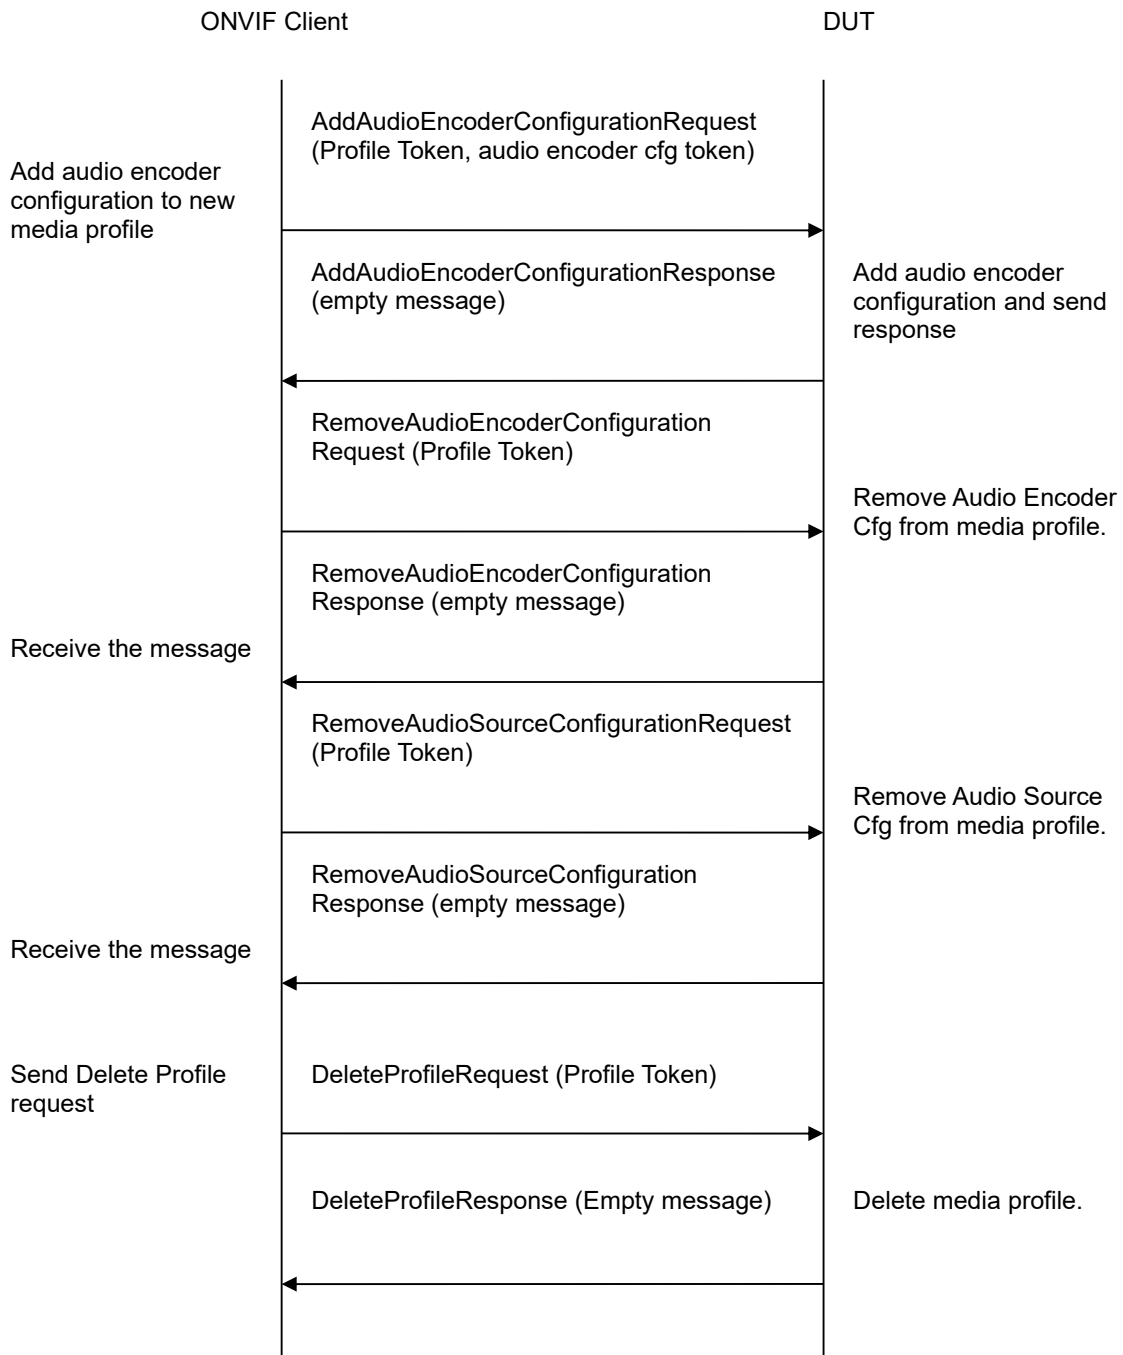 ONVIF Client
DUT
AddAudioEncoderConfigurationRequest
(Profile Token, audio encoder cfg token)
Add audio encoder
configuration to new
media profile
AddAudioEncoderConfigurationResponse
(empty message)
Add audio encoder
configuration and send
response
RemoveAudioEncoderConfiguration
Request (Profile Token)
Remove Audio Encoder
Cfg from media profile.
RemoveAudioEncoderConfiguration
Response (empty message)
Receive the message
RemoveAudioSourceConfigurationRequest
(Profile Token)
Remove Audio Source
Cfg from media profile.
RemoveAudioSourceConfiguration
Response (empty message)
Receive the message
Send Delete Profile
request
DeleteProfileRequest (Profile Token)
DeleteProfileResponse (Empty message)
Delete media profile.